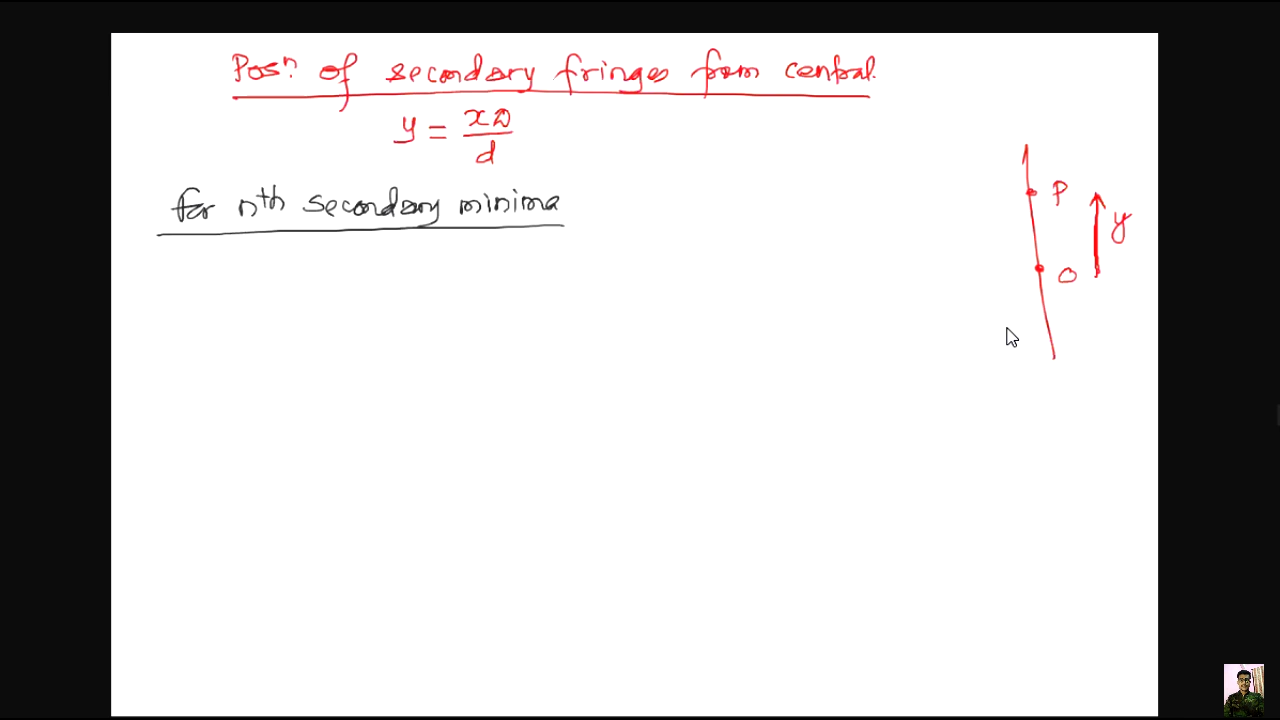 Posⁿ of secondary fringes from central.
y = xD/d
for nth secondary minima
P
y
O